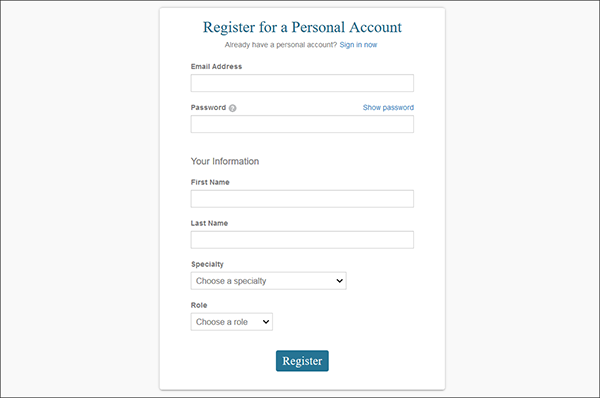 Register for a Personal Account
Already have a personal account? Sign in now
Email Address
Password ? Show password
Your Information
First Name
Last Name
Specialty
Choose a specialty
Role
Choose a role
Register